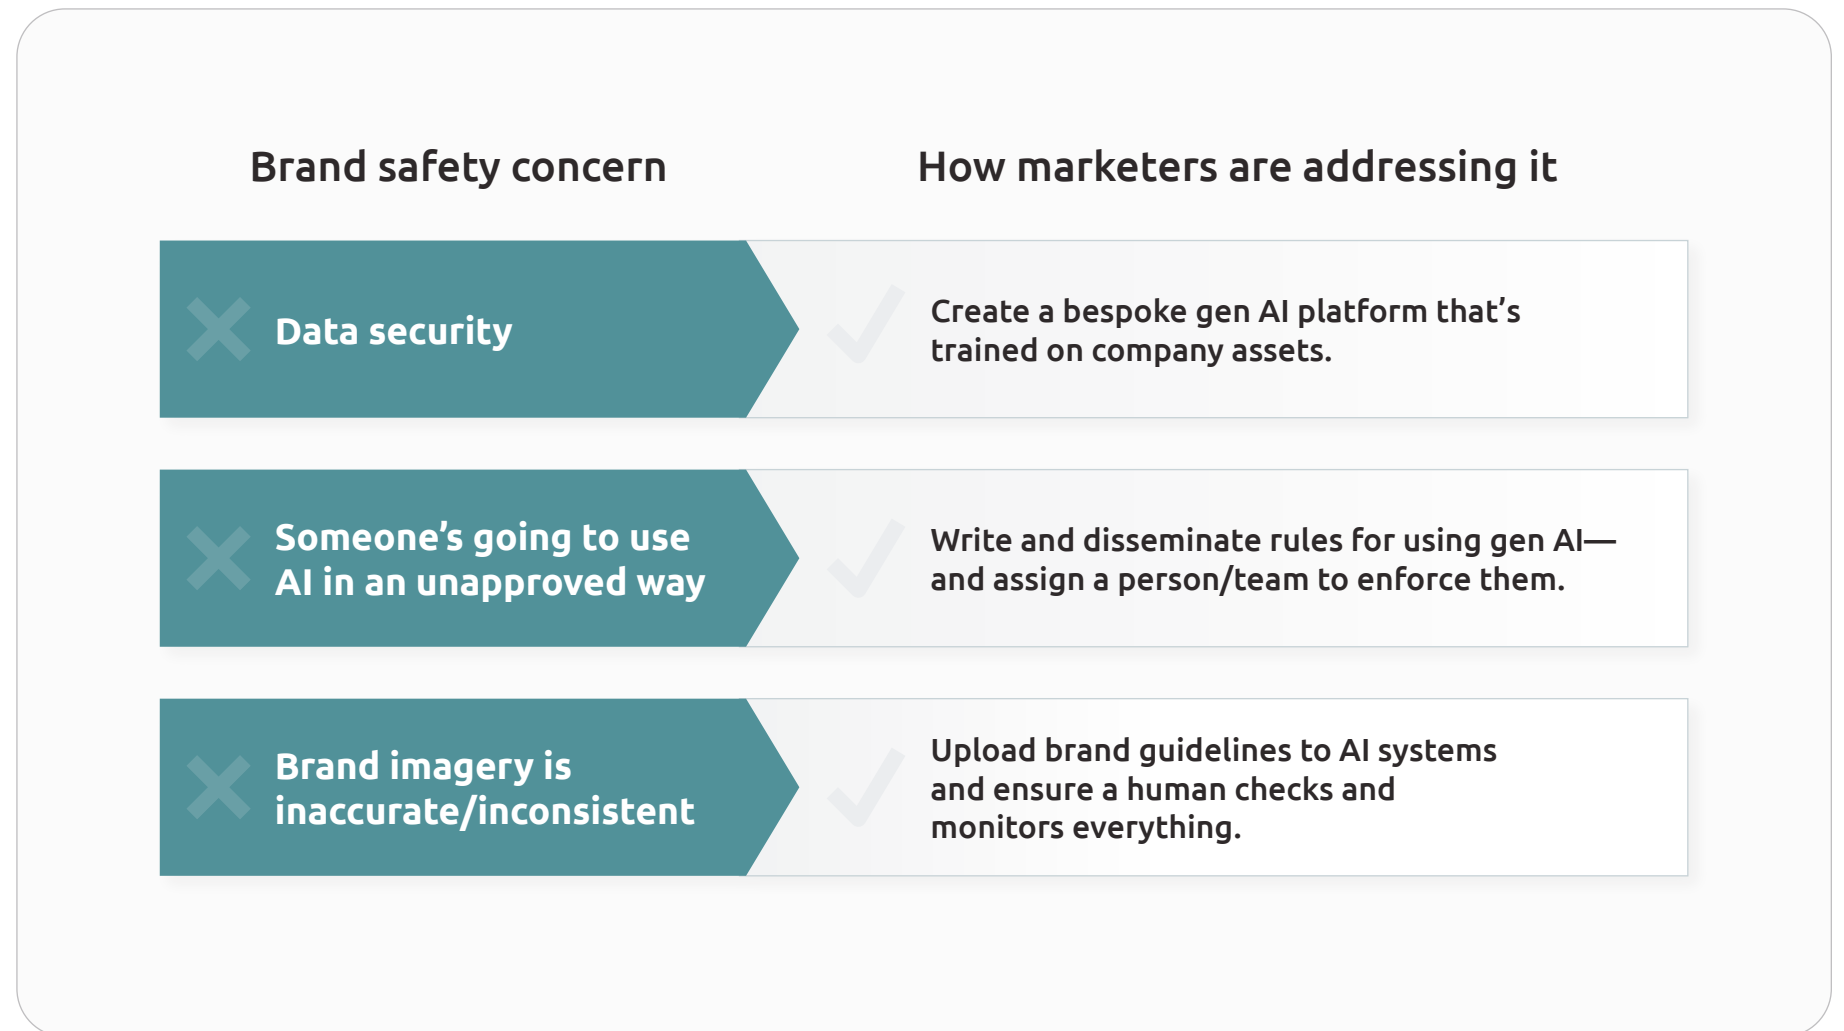 Brand safety concern
How marketers are addressing it
Data security
Create a bespoke gen AI platform that’s
trained on company assets.
Someone’s going to use
AI in an unapproved way
Write and disseminate rules for using gen AI—
and assign a person/team to enforce them.
Brand imagery is
inaccurate/inconsistent
Upload brand guidelines to AI systems
and ensure a human checks and
monitors everything.